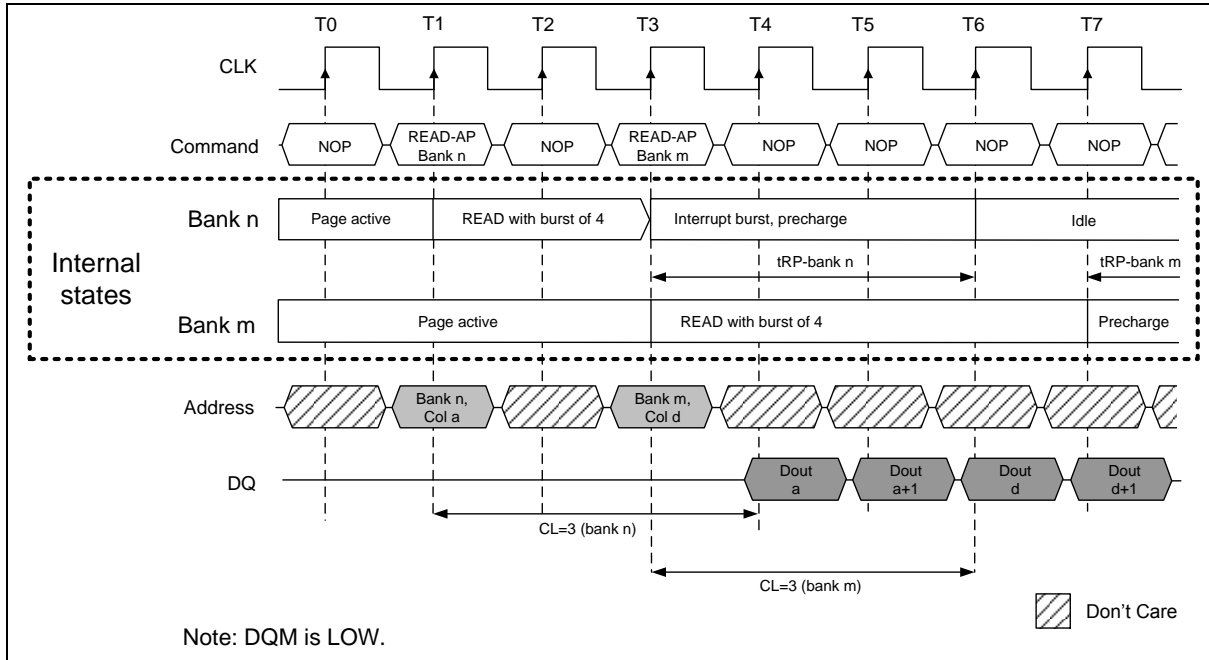 T0 T1 T2 T3 T4 T5 T6 T7
CLK
Command NOP READ-AP Bank n NOP READ-AP Bank m NOP NOP NOP NOP
Internal states
Bank n Page active READ with burst of 4 Interrupt burst, precharge Idle
tRP-bank n tRP-bank m
Bank m Page active READ with burst of 4 Precharge
Address Bank n, Col a Bank m, Col d
DQ Dout a Dout a+1 Dout d Dout d+1
CL=3 (bank n)
CL=3 (bank m)
Don't Care
Note: DQM is LOW.